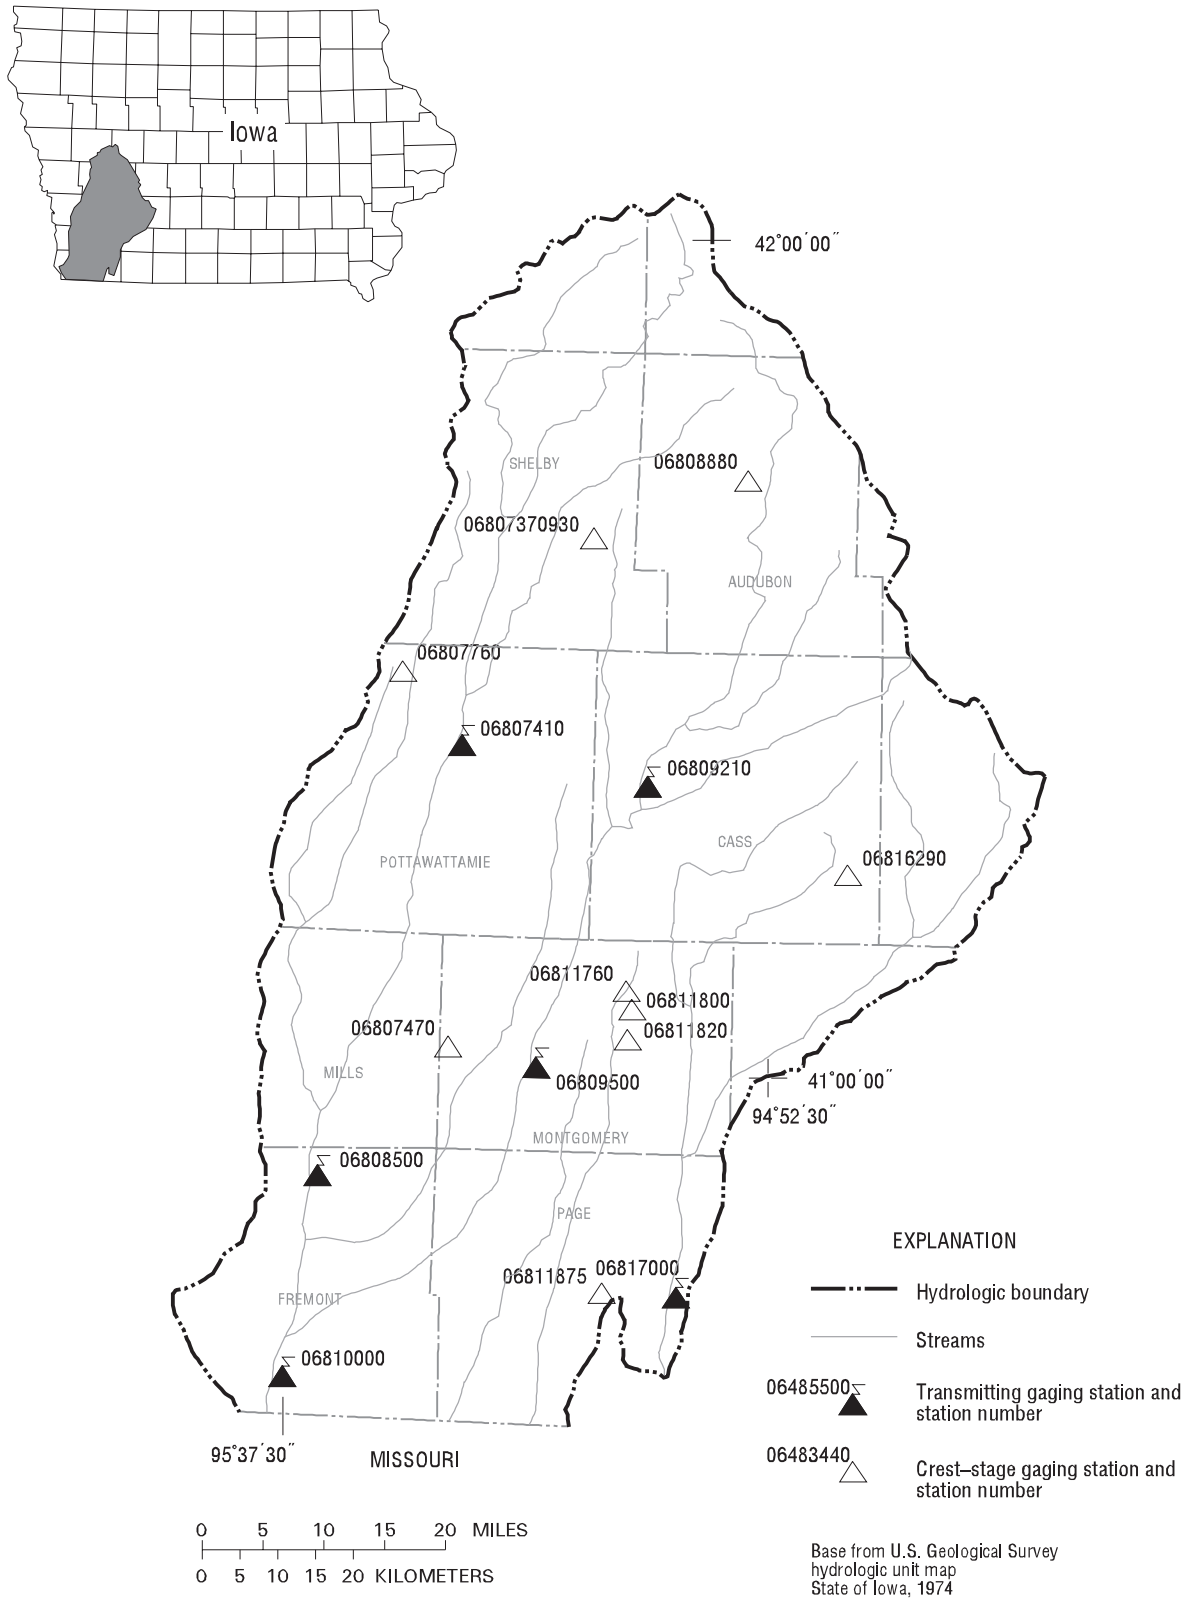 Iowa
42°00′00″
SHELBY
06808880
06807370930
AUDUBON
06807760
06807410
06809210
CASS
POTTAWATTAMIE
06816290
06811760
06811800
06807470
06811820
MILLS
06809500
41°00′00″
94°52′30″
MONTGOMERY
06808500
PAGE
06811875
06817000
FREMONT
06810000
95°37′30″
MISSOURI
EXPLANATION
Hydrologic boundary
Streams
06485500
Transmitting gaging station and
station number
06483440
Crest–stage gaging station and
station number
0 5 10 15 20 MILES
0 5 10 15 20 KILOMETERS
Base from U.S. Geological Survey
hydrologic unit map
State of Iowa, 1974